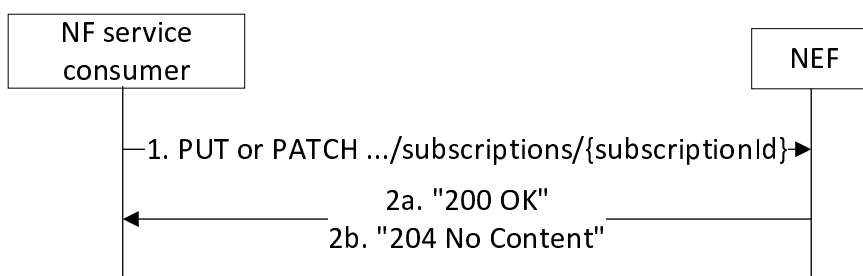 NF service
consumer
NEF
1. PUT or PATCH .../subscriptions/{subscriptionId}
2a. "200 OK"
2b. "204 No Content"